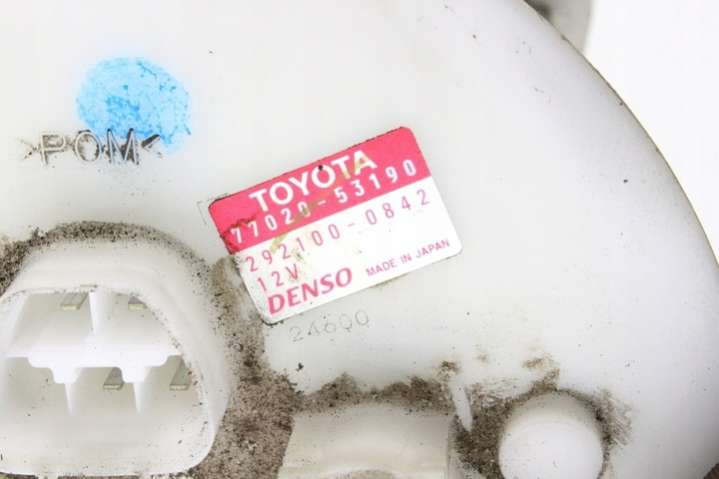 >POM<
TOYOTA
77020-53190
292100-0842
12V
DENSO MADE IN JAPAN
24600